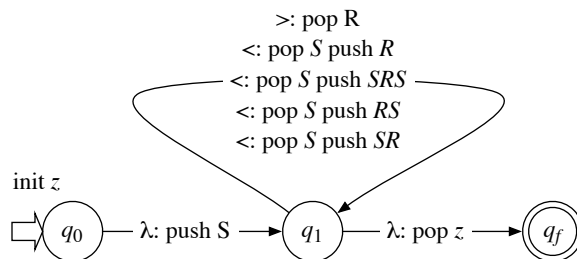 >: pop R
<: pop S push R
<: pop S push SRS
<: pop S push RS
<: pop S push SR
init z
q0
λ: push S
q1
λ: pop z
qf